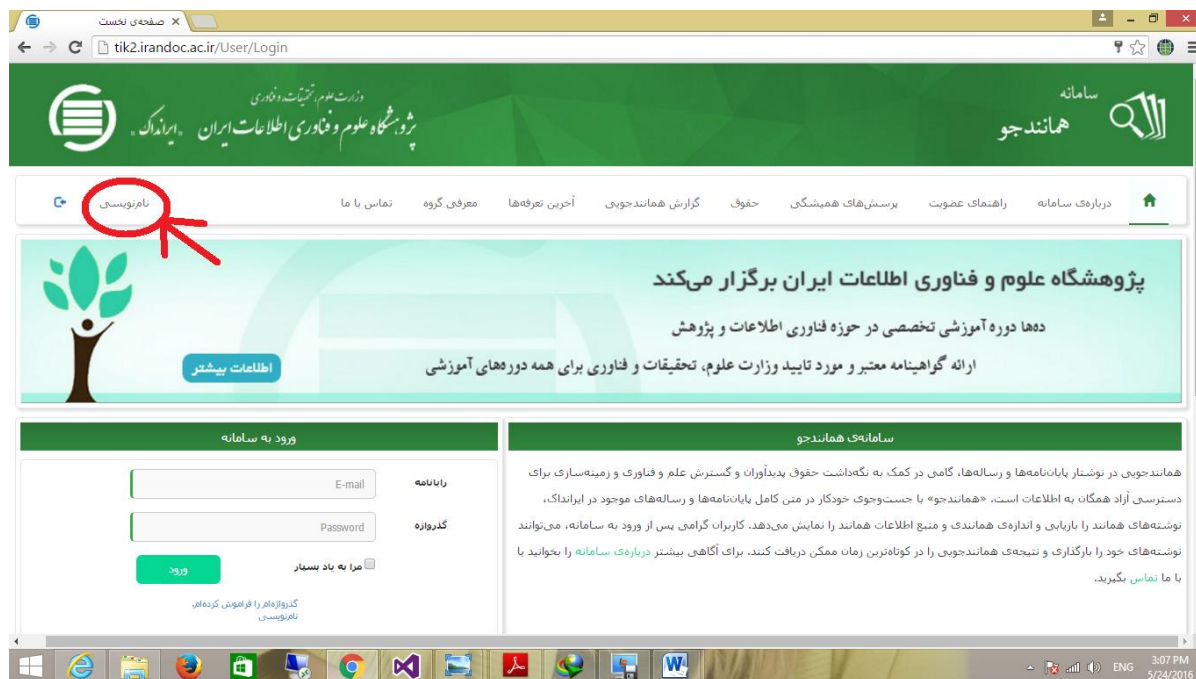 صفحه‌ی نخست
tik2.irandoc.ac.ir/User/Login
سامانه
همانندجو
وزارت علوم، تحقیقات، و فناوری
پژوهشگاه علوم و فناوری اطلاعات ایران «ایرانداک»
درباره‌ی سامانه
راهنمای عضویت
پرسش‌های همیشگی
حقوق
گزارش همانندجویی
آخرین تعرفه‌ها
معرفی گروه
تماس با ما
نام‌نویسی
پژوهشگاه علوم و فناوری اطلاعات ایران برگزار می‌کند
ده‌ها دوره آموزشی تخصصی در حوزه فناوری اطلاعات و پژوهش
ارائه گواهینامه معتبر و مورد تایید وزارت علوم، تحقیقات و فناوری برای همه دوره‌های آموزشی
اطلاعات بیشتر
سامانه‌ی همانندجو
همانندجویی در نوشتار پایان‌نامه‌ها و رساله‌ها، گامی در کمک به نگه‌داشت حقوق پدیدآوران و گسترش علم و فناوری و زمینه‌سازی برای
دسترسی آزاد همگان به اطلاعات است. «همانندجو» با جست‌وجوی خودکار در متن کامل پایان‌نامه‌ها و رساله‌های موجود در ایرانداک،
نوشته‌های همانند را بازیابی و اندازه‌ی همانندی و منبع اطلاعات همانند را نمایش می‌دهد. کاربران گرامی پس از ورود به سامانه، می‌توانند
نوشته‌های خود را بارگذاری و نتیجه‌ی همانندجویی را در کوتاه‌ترین زمان ممکن دریافت کنند. برای آگاهی بیشتر درباره‌ی سامانه را بخوانید یا
با ما تماس بگیرید.
ورود به سامانه
رایانامه
E-mail
گذرواژه
Password
مرا به یاد بسپار
ورود
گذرواژه‌ام را فراموش کرده‌ام.
نام‌نویسی
ENG
3:07 PM
5/24/2016